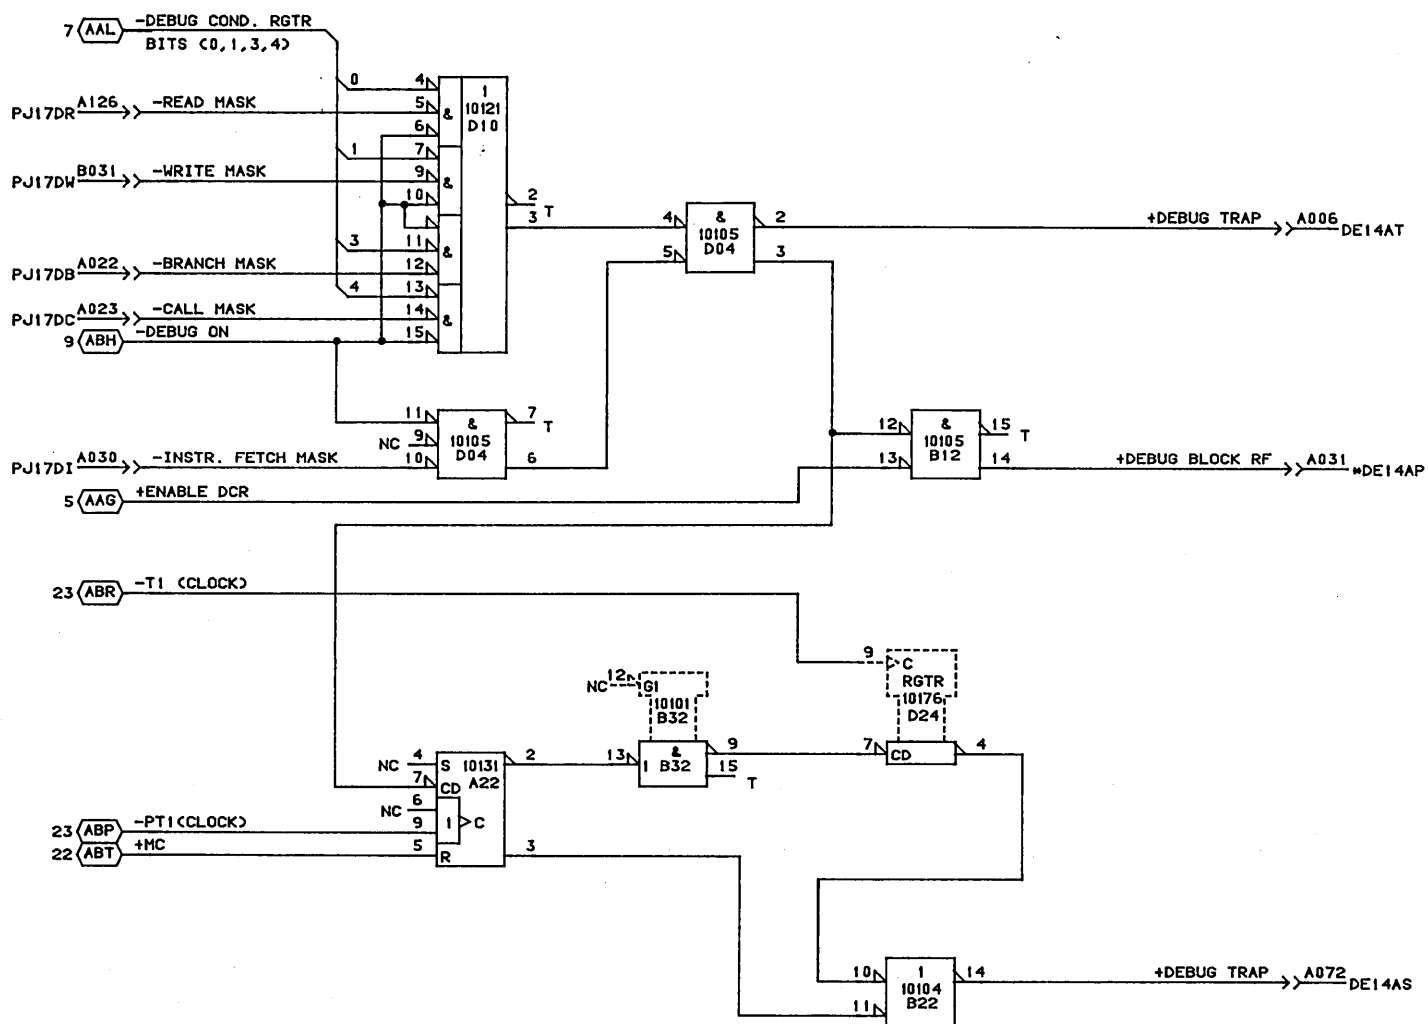 7 AAL -DEBUG COND. RGTR
BITS (0,1,3,4)
0 4 1
PJ17DR A126 -READ MASK 5 & 10121
6 D10
1 7
PJ17DW B031 -WRITE MASK 9 &
10 2 T
3 4 & 2 +DEBUG TRAP A006 DE14AT
10105
D04
3 11 & 5 3
PJ17DB A022 -BRANCH MASK 12
4 13
PJ17DC A023 -CALL MASK 14 &
9 ABH -DEBUG ON 15
11 & 7 T
NC 9 10105
PJ17DI A030 -INSTR. FETCH MASK 10 D04 6
12 & 15 T
10105
13 B12 14 +DEBUG BLOCK RF A031 *DE14AP
5 AAG +ENABLE DCR
23 ABR -T1 (CLOCK)
9 C
RGTR
10176
D24
NC 12 G1
10101
B32
NC 4 S 10131 2
A22
13 1 & 9
B32 15 T
7 CD 4
7 CD
NC 6
23 ABP -PT1(CLOCK) 9 1 C
22 ABT +MC 5 R 3
10 1 14 +DEBUG TRAP A072 DE14AS
10104
11 B22